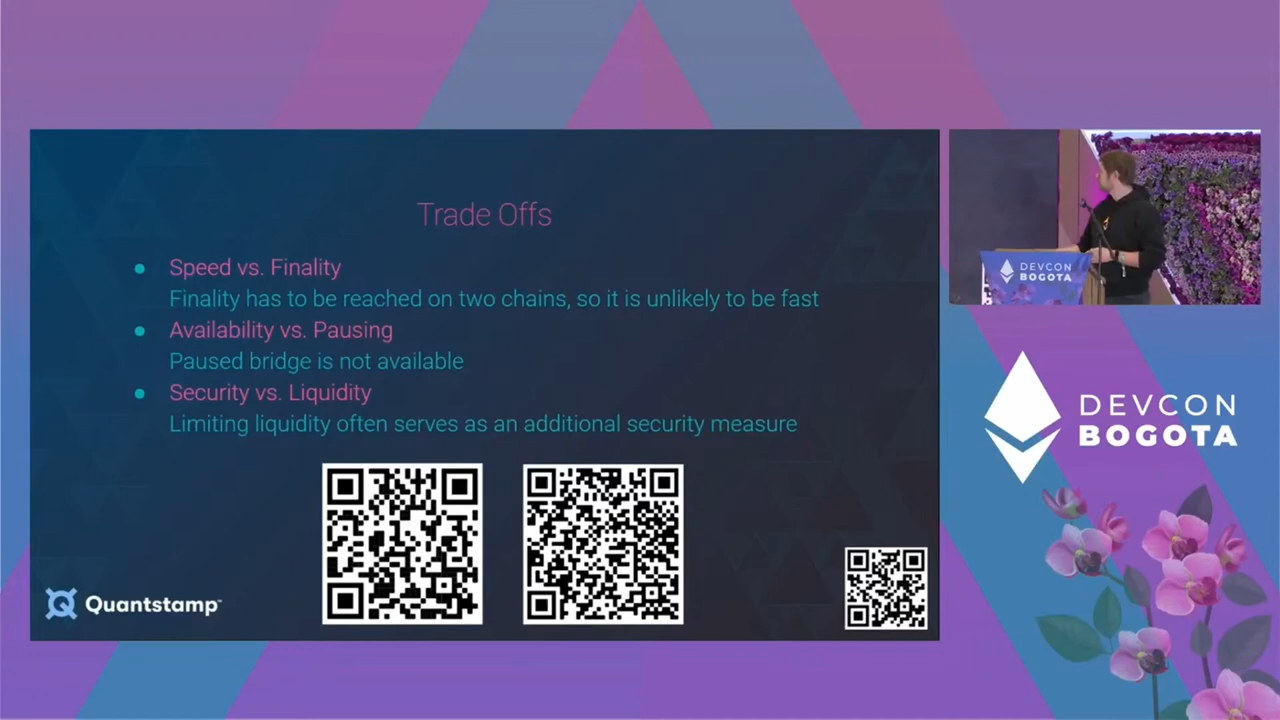 Trade Offs
Speed vs. Finality
Finality has to be reached on two chains, so it is unlikely to be fast
Availability vs. Pausing
Paused bridge is not available
Security vs. Liquidity
Limiting liquidity often serves as an additional security measure
Quantstamp™
DEVCON
BOGOTA
DEVCON
BOGOTA